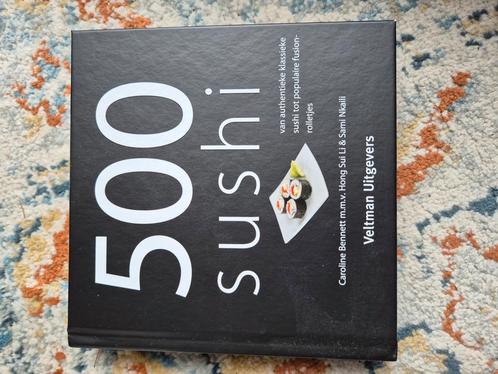 500
sushi
van authentieke klassieke
sushi tot populaire fusion-
rolletjes
Caroline Bennett m.m.v. Hong Sui Li & Sami Nkaili
Veltman Uitgevers